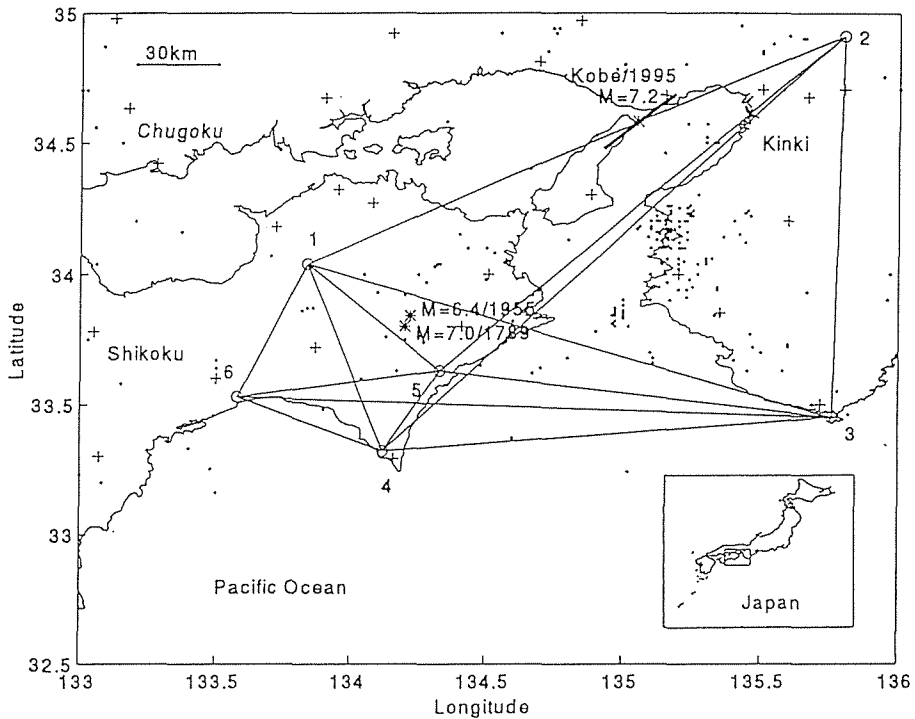 35
30km
2
Kobe/1995
M=7.2
Chugoku
34.5
Kinki
1
34
M=6.4/1955
M=7.0/1789
Shikoku
6
5
33.5
3
4
33
Pacific Ocean
Japan
32.5
133
133.5
134
134.5
135
135.5
136
Latitude
Longitude